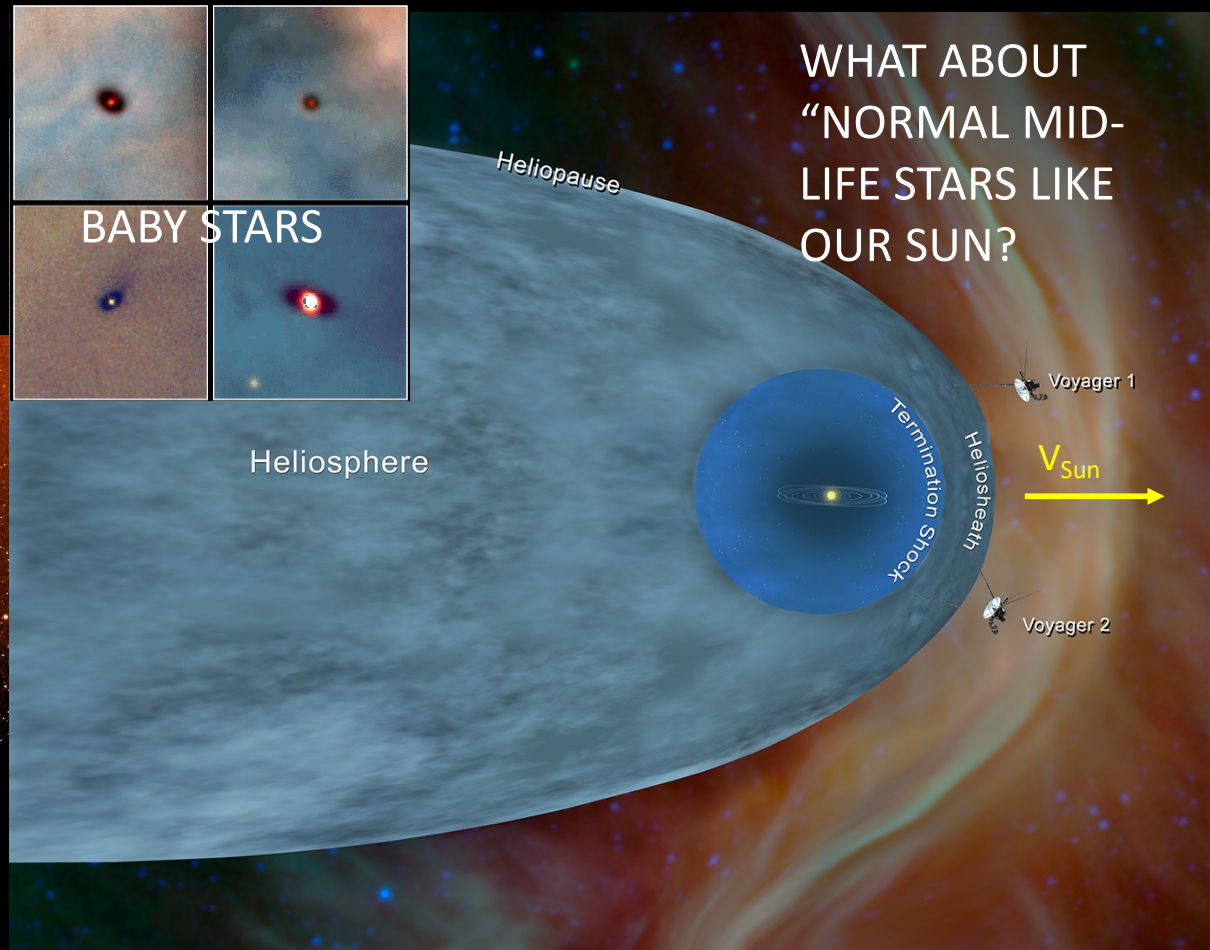 WHAT ABOUT
“NORMAL MID-
LIFE STARS LIKE
OUR SUN?
Heliopause
BABY STARS
Voyager 1
Termination Shock
Heliosheath
Heliosphere
V Sun
Voyager 2